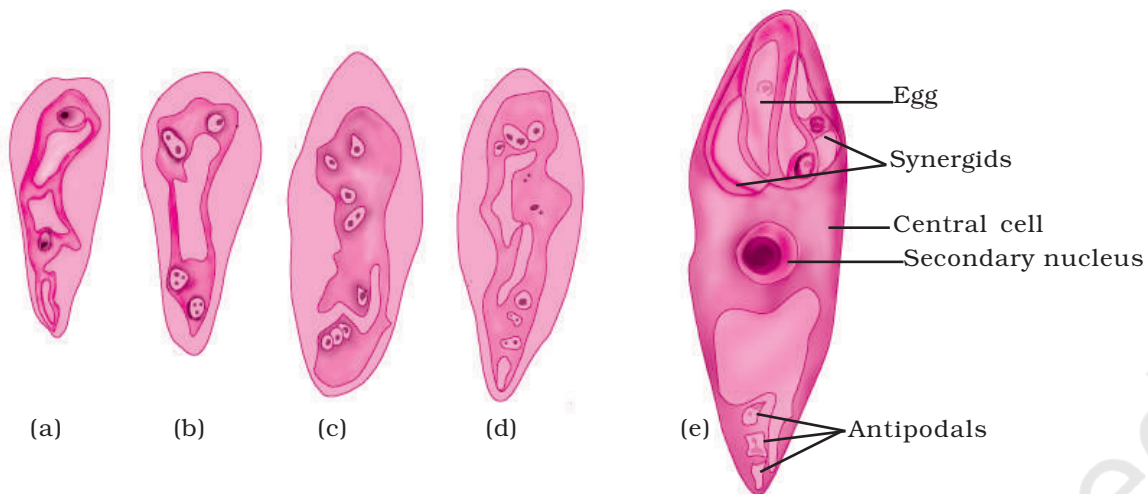 Egg
Synergids
Central cell
Secondary nucleus
(a)
(b)
(c)
(d)
(e)
Antipodals